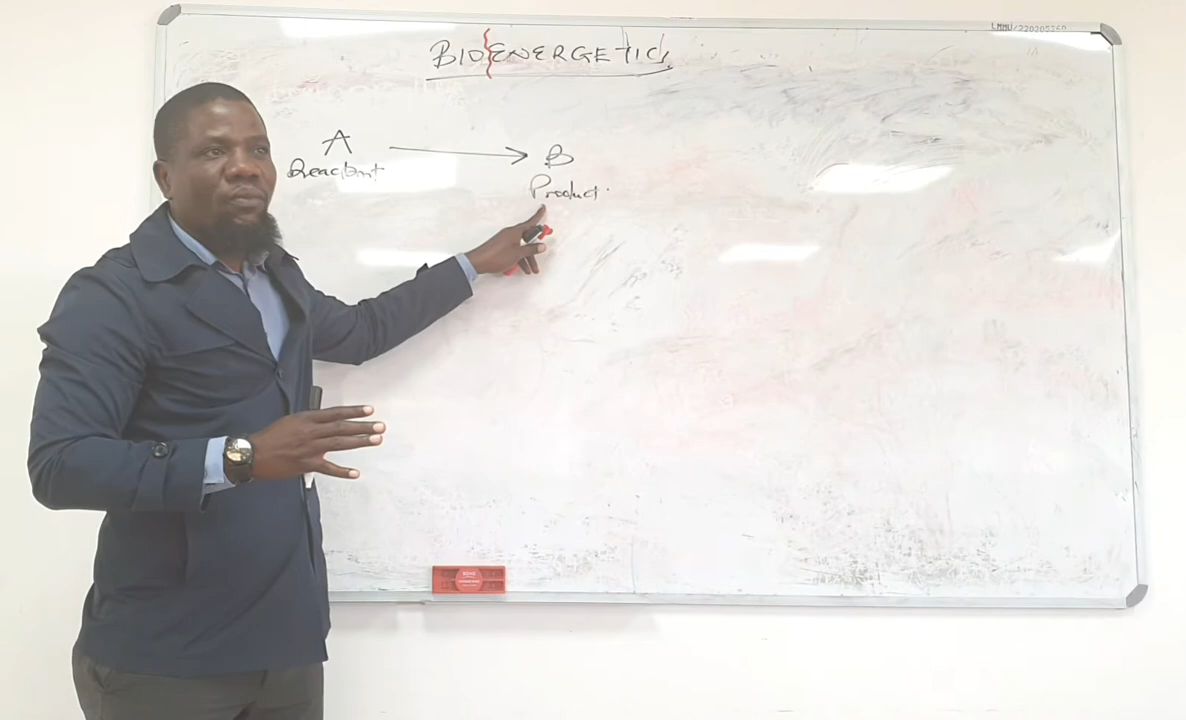 BIOENERGETICS
A → B
Reactant
Product.